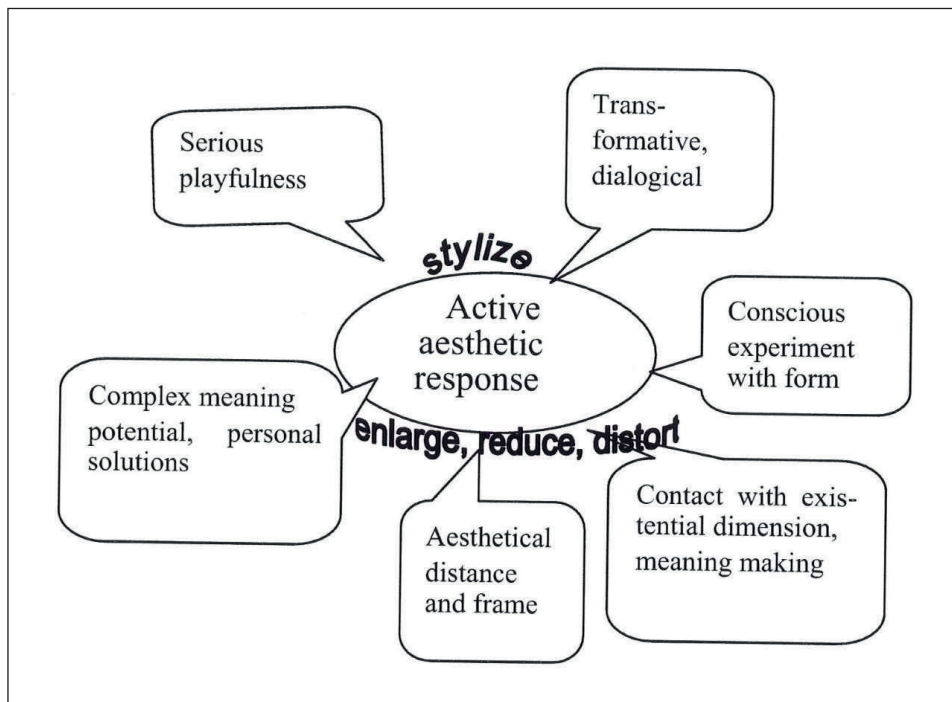 Serious
playfulness
Trans-
formative,
dialogical
stylize
Active
aesthetic
response
Conscious
experiment
with form
Complex meaning
potential, personal
solutions
enlarge, reduce, distort
Aesthetical
distance
and frame
Contact with exis-
tential dimension,
meaning making